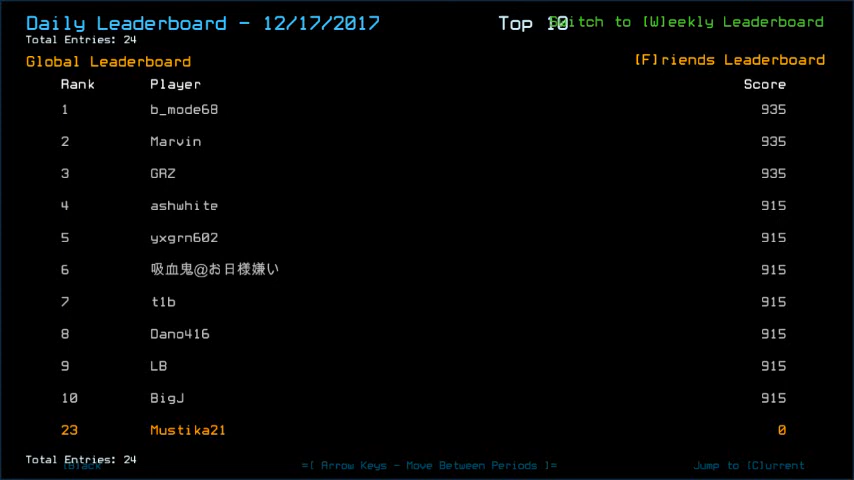 Daily Leaderboard - 12/17/2017 Top 10 Switch to [W]eekly Leaderboard
Total Entries: 24
Global Leaderboard [F]riends Leaderboard
Rank Player Score
1 b_mode68 935
2 Marvin 935
3 GRZ 935
4 ashwhite 915
5 yxgrn602 915
6 吸血鬼@お日様嫌い 915
7 t1b 915
8 Dano416 915
9 LB 915
10 BigJ 915
23 Mustika21 0
Total Entries: 24
[B]ack =[ Arrow Keys - Move Between Periods ]= Jump to [C]urrent